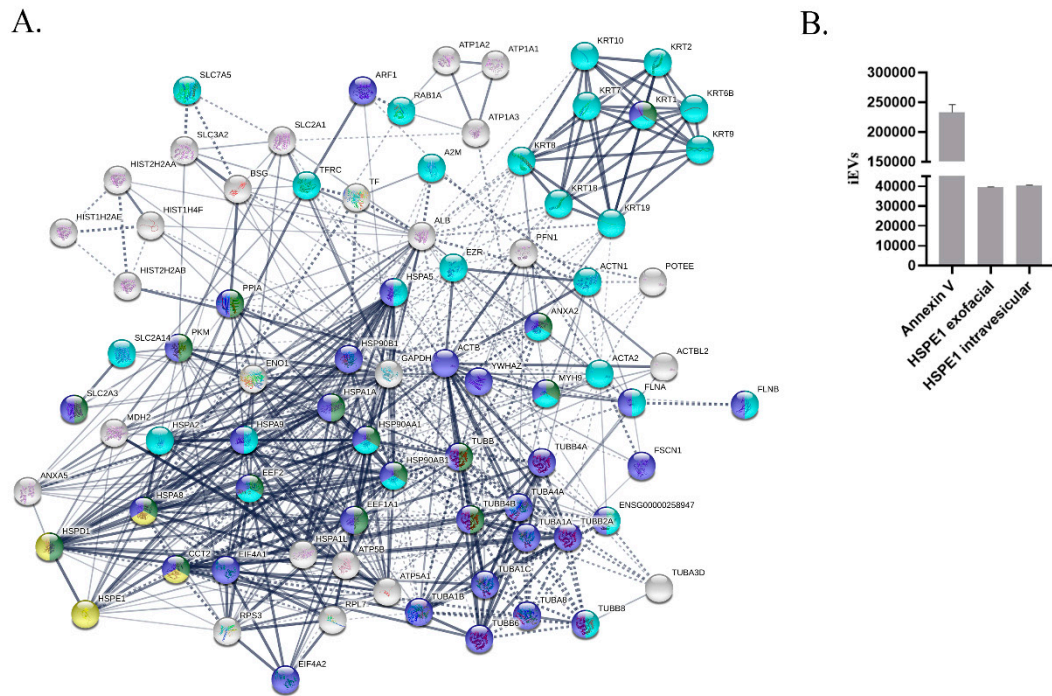 A.
B.
ATP1A2
ATP1A1
KRT10
KRT2
SLC7A5
ARF1
RAB1A
KRT7
KRT1
KRT6B
SLC3A2
SLC2A1
ATP1A3
KRT9
HIST2H2AA
BSG
TFRC
TF
A2M
KRT8
KRT18
HIST1H2AE
HIST1H4F
ALB
KRT19
PFN1
EZR
HIST2H2AB
HSPA5
ACTN1
POTEE
PPIA
ANXA2
SLC2A14
PKM
HSP90B1
GAPDH
ACTB
YWHAZ
ACTA2
ACTBL2
ENO1
MYH9
FLNA
FLNB
SLC2A3
HSPA1A
MDH2
HSPA2
HSPA9
HSP90AA1
TUBB
TUBB4A
FSCN1
ANXA5
EEF2
HSP90AB1
HSPA8
EEF1A1
TUBB4B
TUBA4A
ENSG00000258947
HSPD1
TUBA1A
TUBB2A
HSPA1L
CCT2
EIF4A1
ATP5B
TUBA1C
TUBA3D
HSPE1
ATP5A1
TUBA1B
TUBA8
TUBB8
RPS3
RPL7
TUBB6
EIF4A2
300000
250000
200000
150000
40000
30000
20000
10000
0
iEVs
Annexin V
HSPE1 exofacial
HSPE1 intravesicular